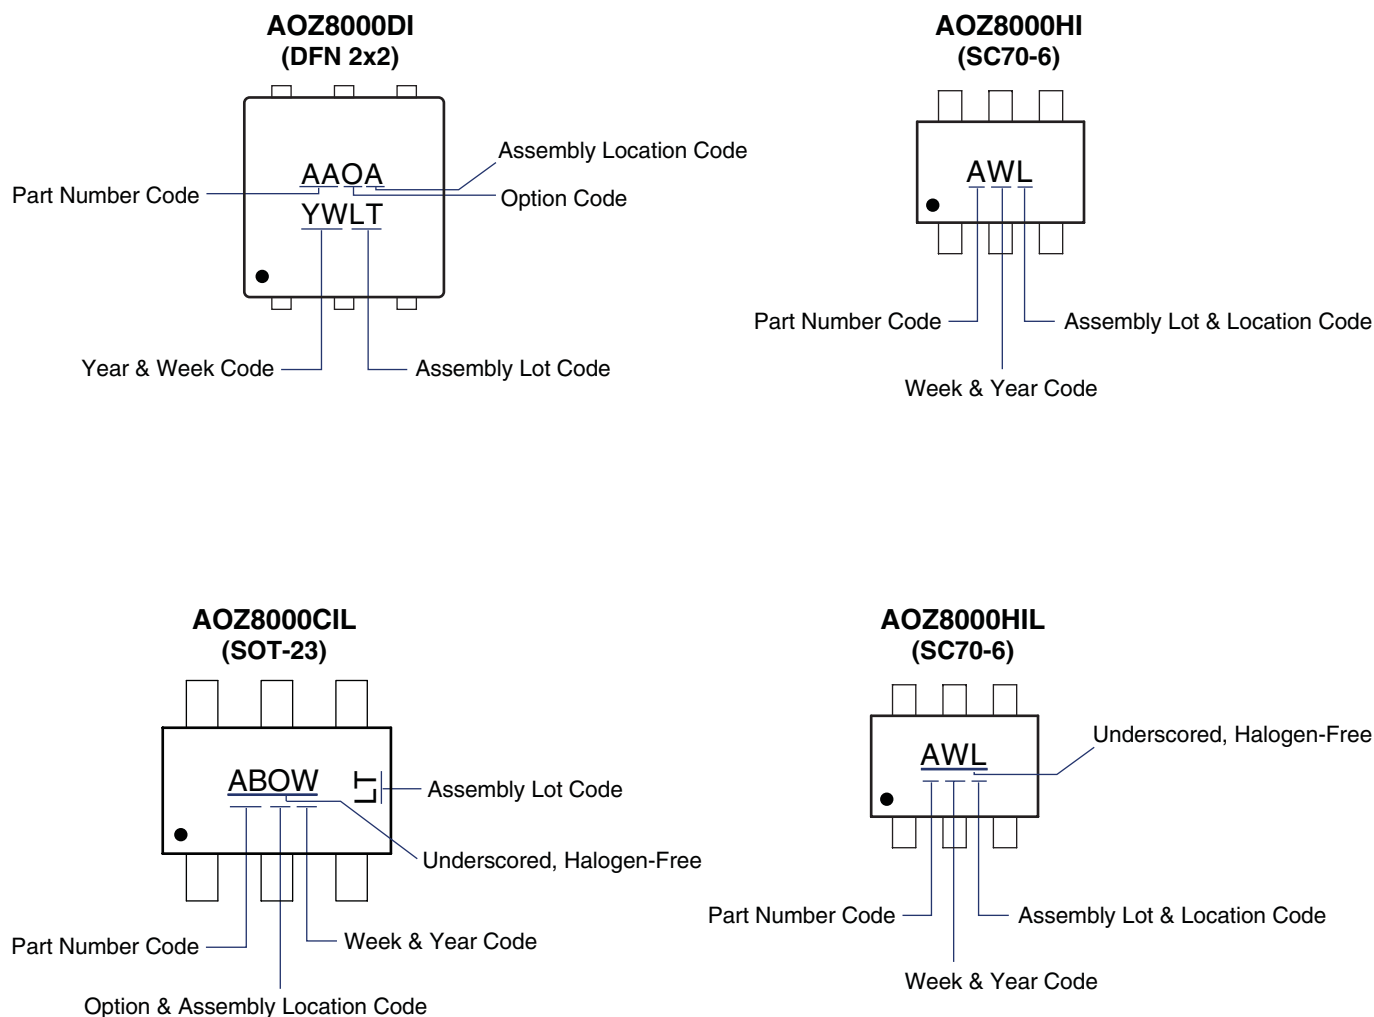 AOZ8000DI
(DFN 2x2)
AAOA
YWLT
Assembly Location Code
Part Number Code
Option Code
Year & Week Code
Assembly Lot Code
AOZ8000HI
(SC70-6)
AWL
Part Number Code
Assembly Lot & Location Code
Week & Year Code
AOZ8000CIL
(SOT-23)
ABOW
LT
Assembly Lot Code
Underscored, Halogen-Free
Part Number Code
Week & Year Code
Option & Assembly Location Code
AOZ8000HIL
(SC70-6)
AWL
Underscored, Halogen-Free
Part Number Code
Assembly Lot & Location Code
Week & Year Code